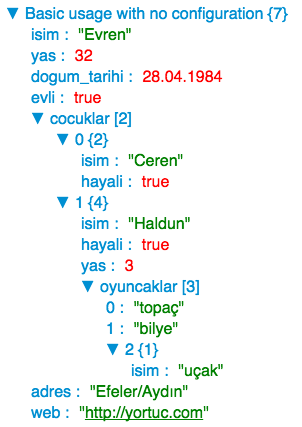 ▼ Basic usage with no configuration {7}
isim : "Evren"
yas : 32
dogum_tarihi : 28.04.1984
evli : true
▼ cocuklar [2]
▼ 0 {2}
isim : "Ceren"
hayali : true
▼ 1 {4}
isim : "Haldun"
hayali : true
yas : 3
▼ oyuncaklar [3]
0 : "topaç"
1 : "bilye"
▼ 2 {1}
isim : "uçak"
adres : "Efeler/Aydın"
web : "http://yortuc.com"